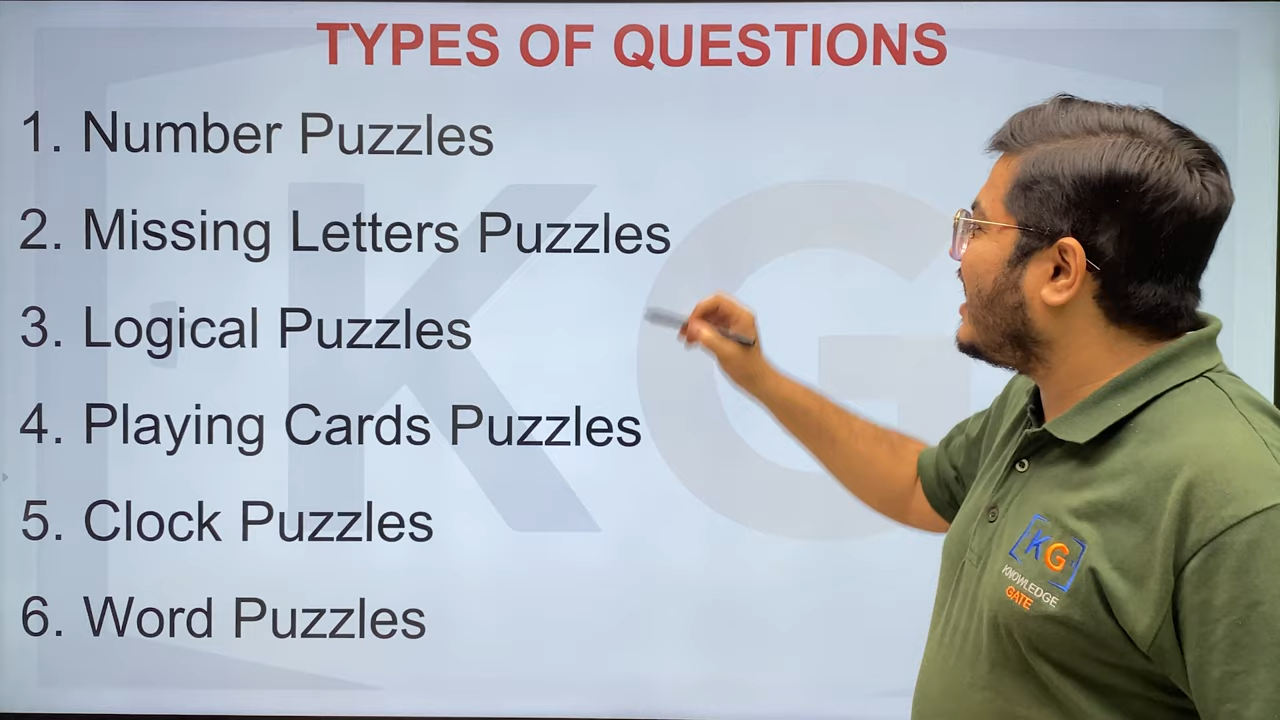 TYPES OF QUESTIONS
1. Number Puzzles
2. Missing Letters Puzzles
3. Logical Puzzles
4. Playing Cards Puzzles
5. Clock Puzzles
6. Word Puzzles
KG
KG
KNOWLEDGE
GATE